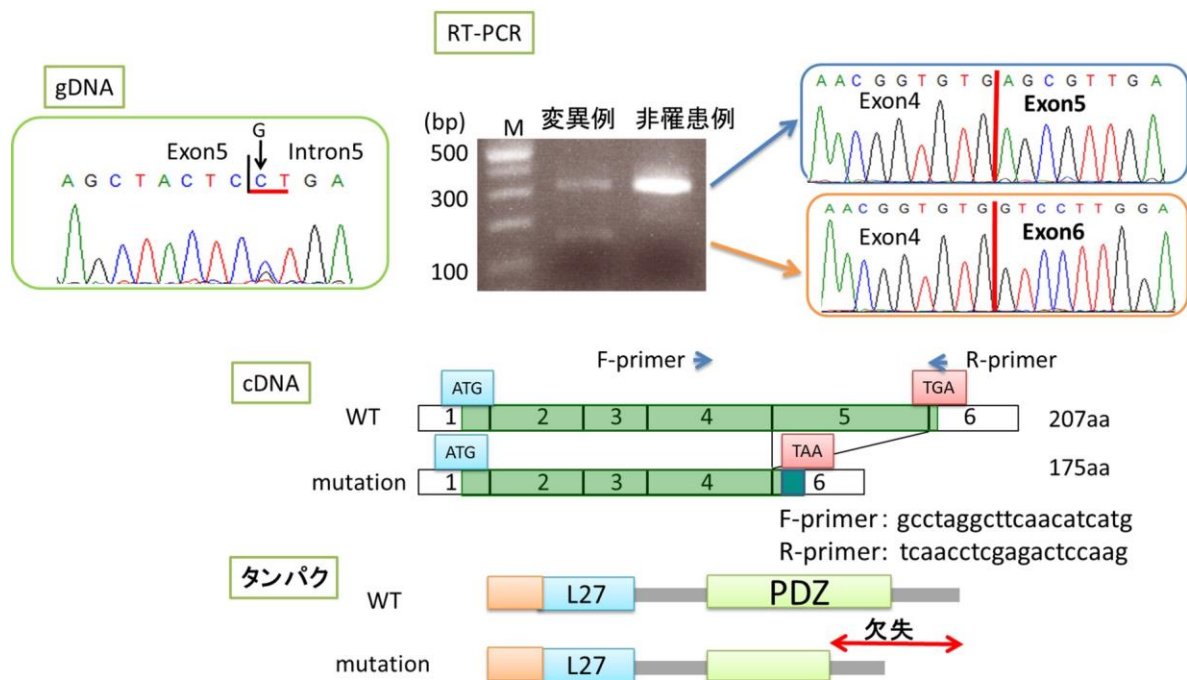 RT-PCR
gDNA
G
Exon5 Intron5
A G C T A C T C C T G A
(bp) M 変異例 非罹患例
500
300
100
A A C G G T G T G A G C G T T G A
Exon4 Exon5
A A C G G T G T G G T C C T T G G A
Exon4 Exon6
cDNA
F-primer R-primer
ATG TGA
WT 1 2 3 4 5 6 207aa
ATG TAA
mutation 1 2 3 4 6 175aa
F-primer: gcctaggcttcaacatcatg
R-primer: tcaacctcgagactccaag
タンパク
WT L27 PDZ
欠失
mutation L27